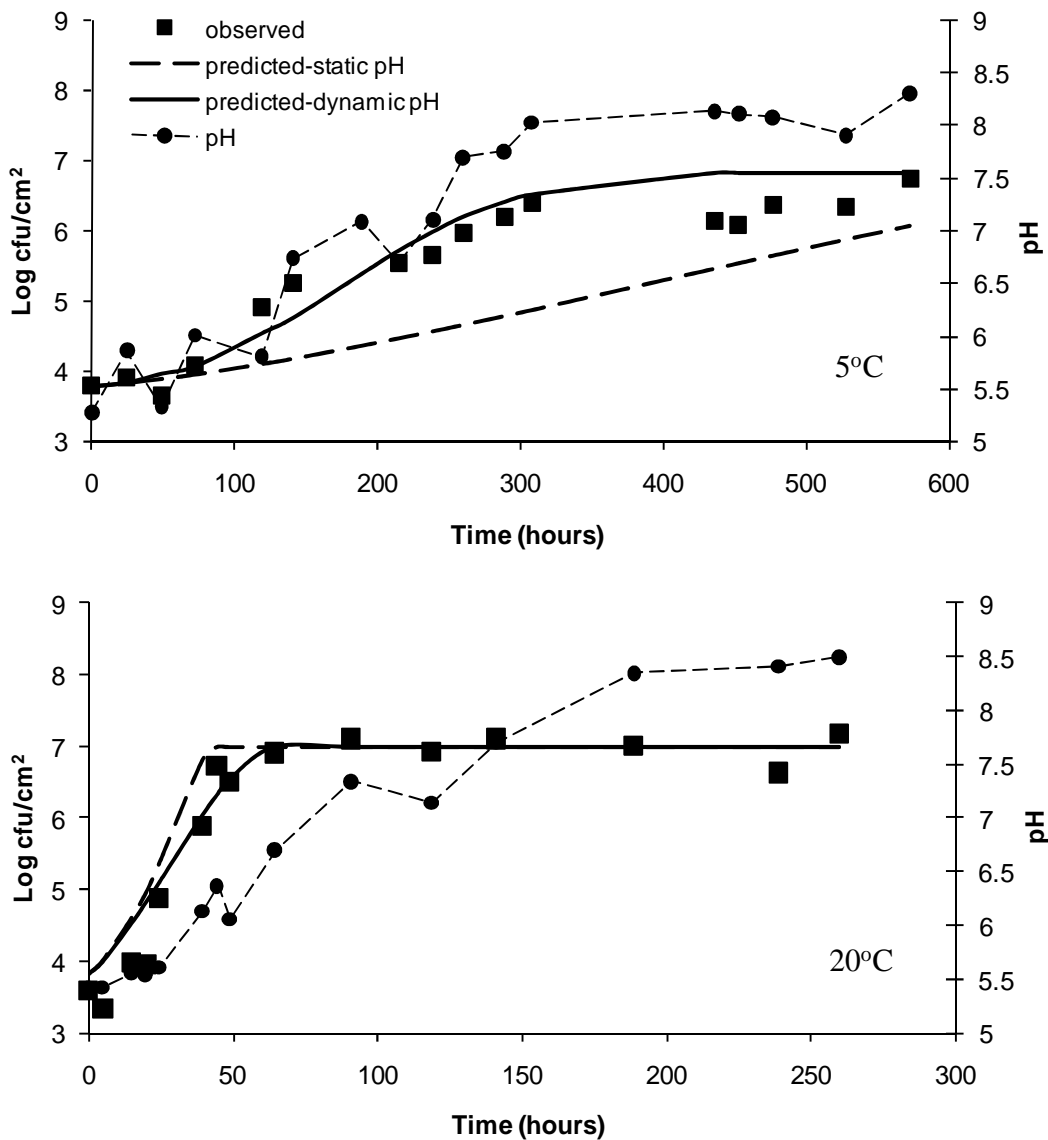 9
8
7
6
5
4
3
Log cfu/cm²
observed
predicted-static pH
predicted-dynamic pH
pH
9
8.5
8
7.5
7
6.5
6
5.5
5
pH
5°C
0 100 200 300 400 500 600
Time (hours)
9
8
7
6
5
4
3
Log cfu/cm²
9
8.5
8
7.5
7
6.5
6
5.5
5
pH
20°C
0 50 100 150 200 250 300
Time (hours)